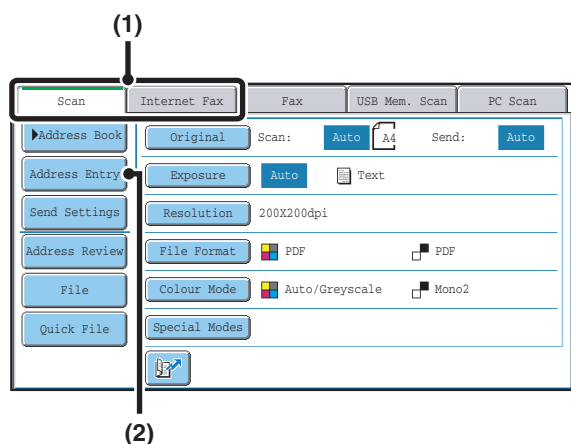 (1)
Scan Internet Fax Fax USB Mem. Scan PC Scan
Address Book Original Scan: Auto A4 Send: Auto
Address Entry Exposure Auto Text
Send Settings Resolution 200X200dpi
Address Review File Format PDF PDF
File Colour Mode Auto/Greyscale Mono2
Quick File Special Modes
(2)